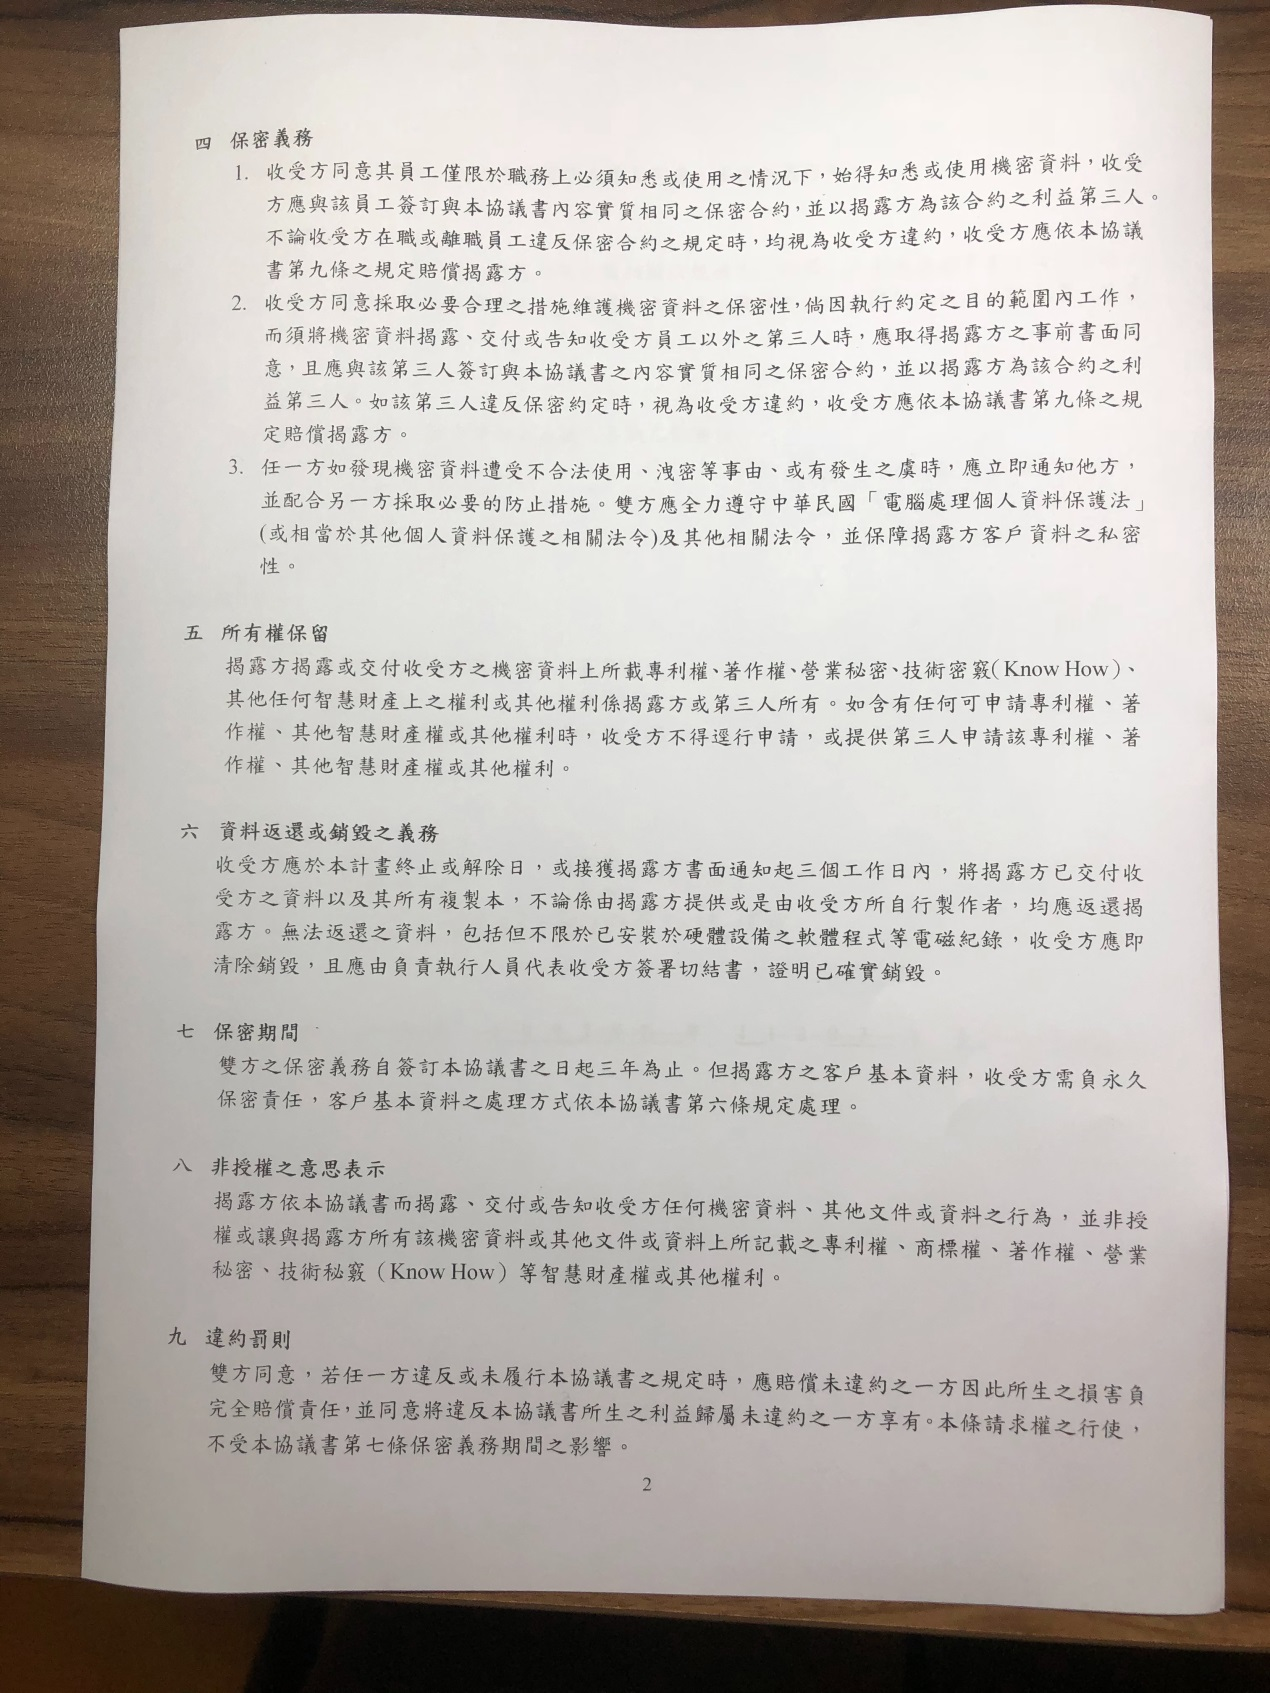 四 保密義務
1. 收受方同意其員工僅限於職務上必須知悉或使用之情況下，始得知悉或使用機密資料，收受
方應與該員工簽訂與本協議書內容實質相同之保密合約，並以揭露方為該合約之利益第三人。
不論收受方在職或離職員工違反保密合約之規定時，均視為收受方違約，收受方應依本協議
書第九條之規定賠償揭露方。
2. 收受方同意採取必要合理之措施維護機密資料之保密性，倘因執行約定之目的範圍內工作，
而須將機密資料揭露、交付或告知收受方員工以外之第三人時，應取得揭露方之事前書面同
意，且應與該第三人簽訂與本協議書之內容實質相同之保密合約，並以揭露方為該合約之利
益第三人。如該第三人違反保密約定時，視為收受方違約，收受方應依本協議書第九條之規
定賠償揭露方。
3. 任一方如發現機密資料遭受不合法使用、洩密等事由、或有發生之虞時，應立即通知他方，
並配合另一方採取必要的防止措施。雙方應全力遵守中華民國「電腦處理個人資料保護法」
(或相當於其他個人資料保護之相關法令)及其他相關法令，並保障揭露方客戶資料之私密
性。
五 所有權保留
揭露方揭露或交付收受方之機密資料上所載專利權、著作權、營業秘密、技術密竅(Know How)、
其他任何智慧財產上之權利或其他權利係揭露方或第三人所有。如含有任何可申請專利權、著
作權、其他智慧財產權或其他權利時，收受方不得逕行申請，或提供第三人申請該專利權、著
作權、其他智慧財產權或其他權利。
六 資料返還或銷毀之義務
收受方應於本計畫終止或解除日，或接獲揭露方書面通知起三個工作日內，將揭露方已交付收
受方之資料以及其所有複製本，不論係由揭露方提供或是由收受方所自行製作者，均應返還揭
露方。無法返還之資料，包括但不限於已安裝於硬體設備之軟體程式等電磁紀錄，收受方應即
清除銷毀，且應由負責執行人員代表收受方簽署切結書，證明已確實銷毀。
七 保密期間
雙方之保密義務自簽訂本協議書之日起三年為止。但揭露方之客戶基本資料，收受方需負永久
保密責任，客戶基本資料之處理方式依本協議書第六條規定處理。
八 非授權之意思表示
揭露方依本協議書而揭露、交付或告知收受方任何機密資料、其他文件或資料之行為，並非授
權或讓與揭露方所有該機密資料或其他文件或資料上所記載之專利權、商標權、著作權、營業
秘密、技術秘竅（Know How）等智慧財產權或其他權利。
九 違約罰則
雙方同意，若任一方違反或未履行本協議書之規定時，應賠償未違約之一方因此所生之損害負
完全賠償責任，並同意將違反本協議書所生之利益歸屬未違約之一方享有。本條請求權之行使，
不受本協議書第七條保密義務期間之影響。
2